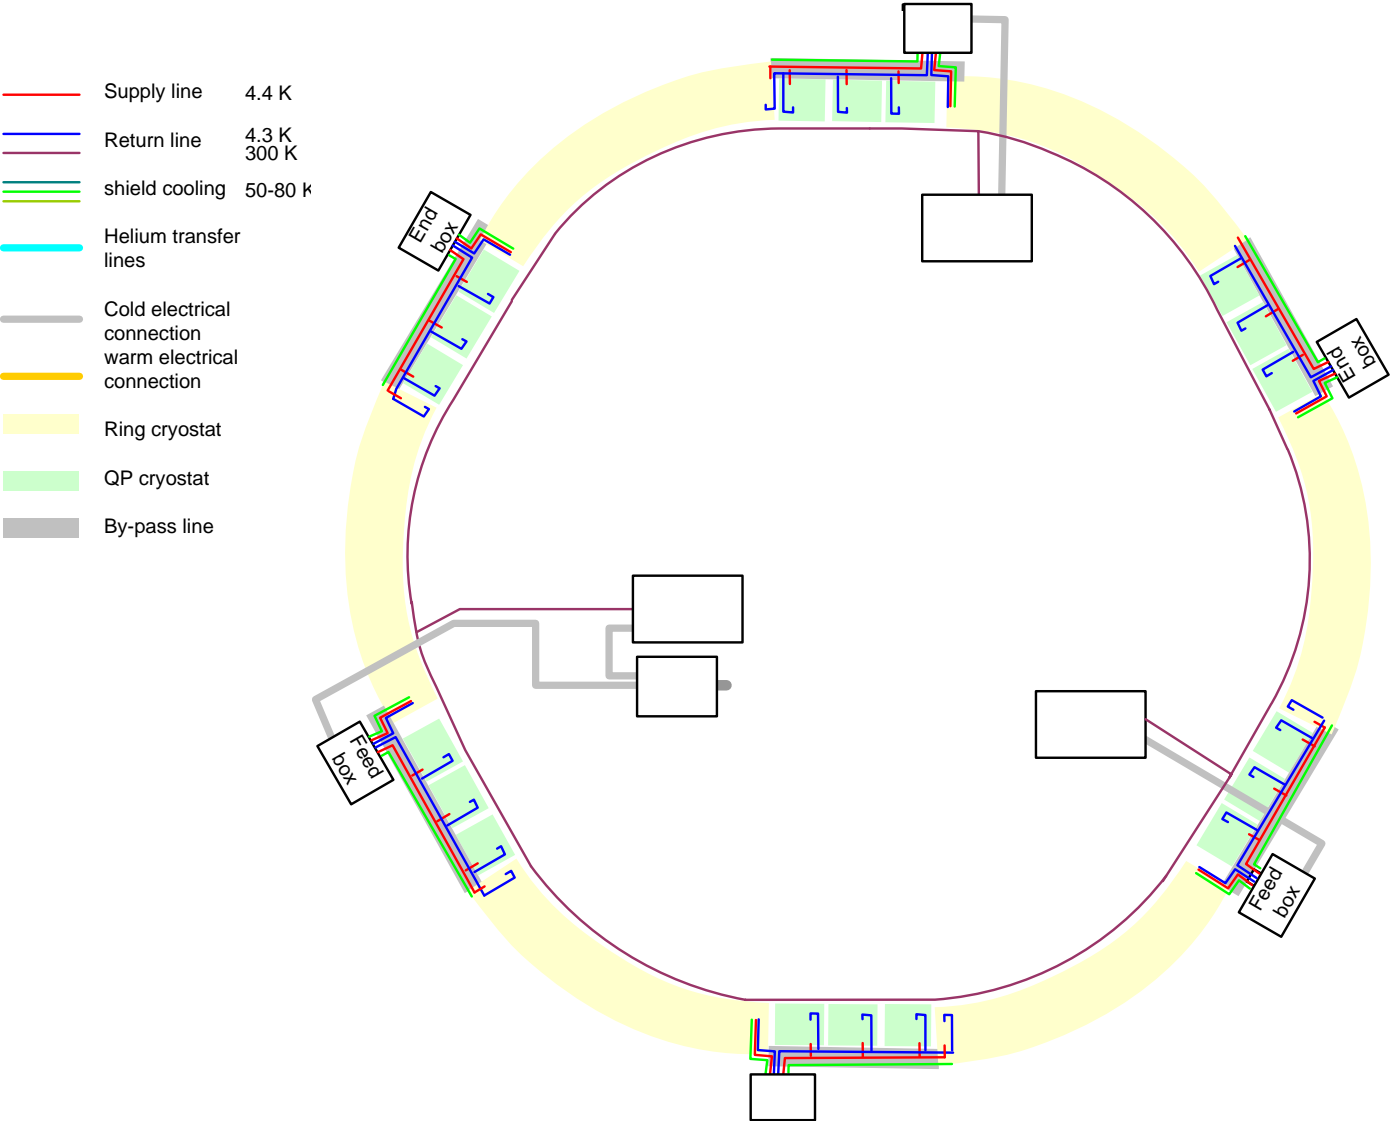 Supply line 4.4 K
Return line 4.3 K
300 K
shield cooling 50-80 K
Helium transfer
lines
Cold electrical
connection
warm electrical
connection
Ring cryostat
QP cryostat
By-pass line
End
box
End
box
Feed
box
Feed
box